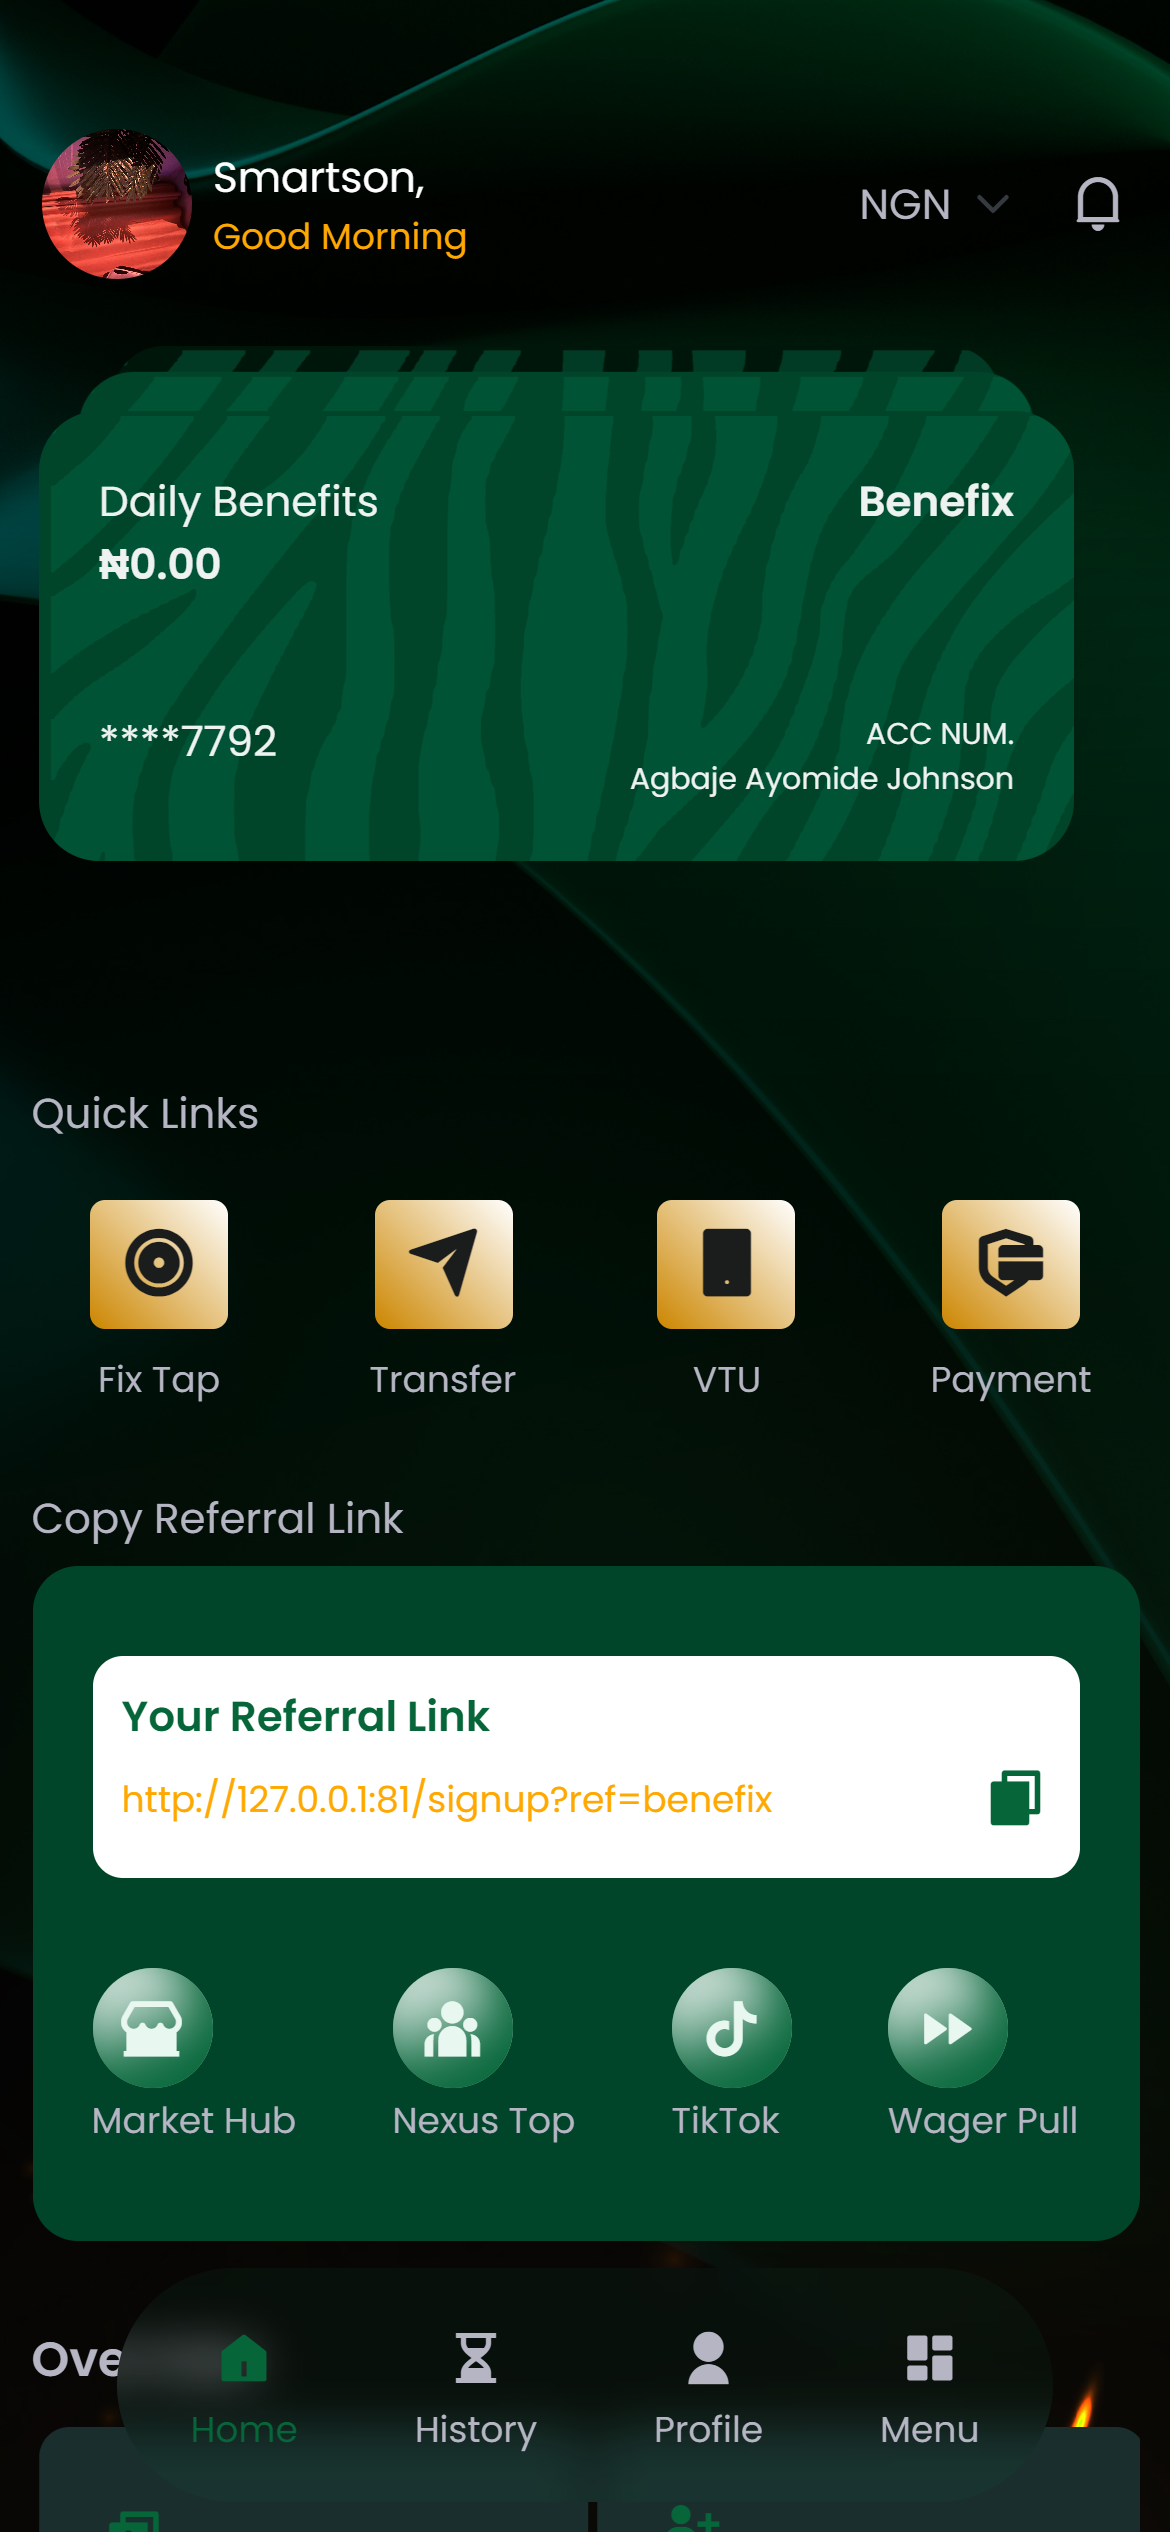 Smartson,
Good Morning
NGN
Daily Benefits
Benefix
₦0.00
****7792
ACC NUM.
Agbaje Ayomide Johnson
Quick Links
Fix Tap
Transfer
VTU
Payment
Copy Referral Link
Your Referral Link
http://127.0.0.1:81/signup?ref=benefix
Market Hub
Nexus Top
TikTok
Wager Pull
Home
History
Profile
Menu